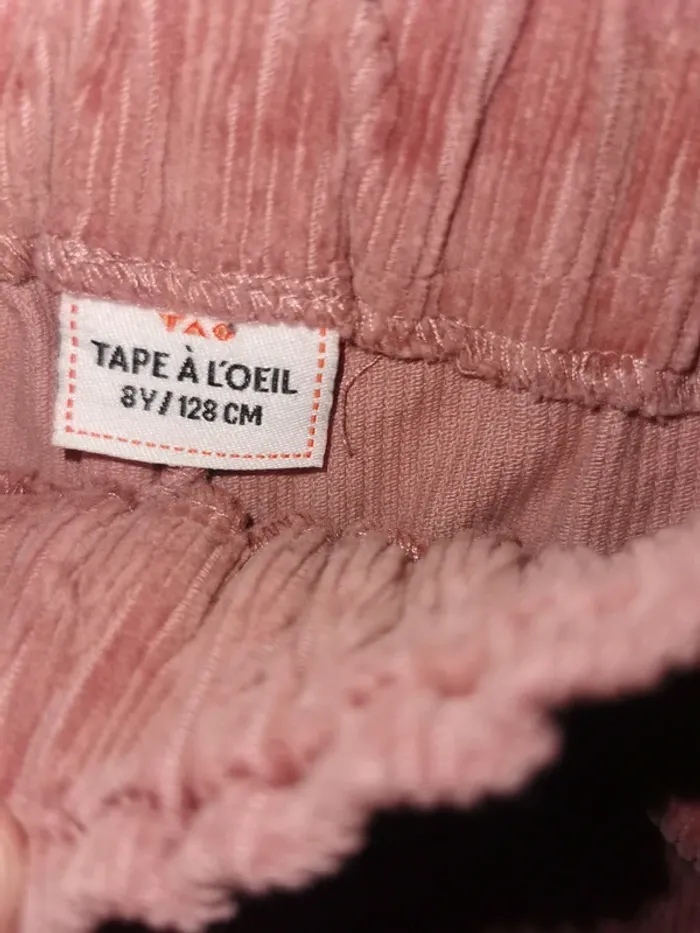 TAO
TAPE À L'OEIL
8Y/128 CM